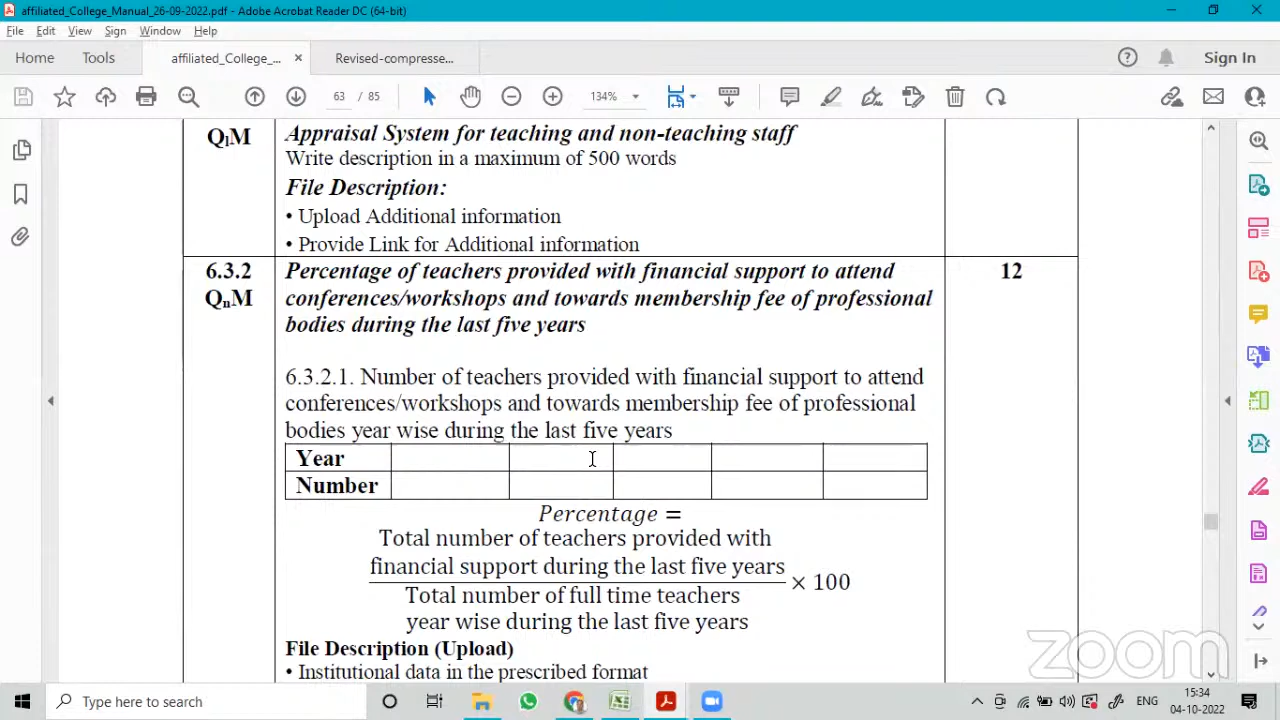 affiliated_College_Manual_26-09-2022.pdf - Adobe Acrobat Reader DC (64-bit)
File Edit View Sign Window Help
Home Tools affiliated_College_... × Revised-compresse... Sign In
63 / 85 134%
QlM Appraisal System for teaching and non-teaching staff
Write description in a maximum of 500 words
File Description:
• Upload Additional information
• Provide Link for Additional information
6.3.2 Percentage of teachers provided with financial support to attend 12
QnM conferences/workshops and towards membership fee of professional
bodies during the last five years
6.3.2.1. Number of teachers provided with financial support to attend
conferences/workshops and towards membership fee of professional
bodies year wise during the last five years
Year
Number
Percentage =
Total number of teachers provided with
financial support during the last five years
× 100
Total number of full time teachers
year wise during the last five years
File Description (Upload)
• Institutional data in the prescribed format
zoom
Type here to search
ENG
15:34
04-10-2022